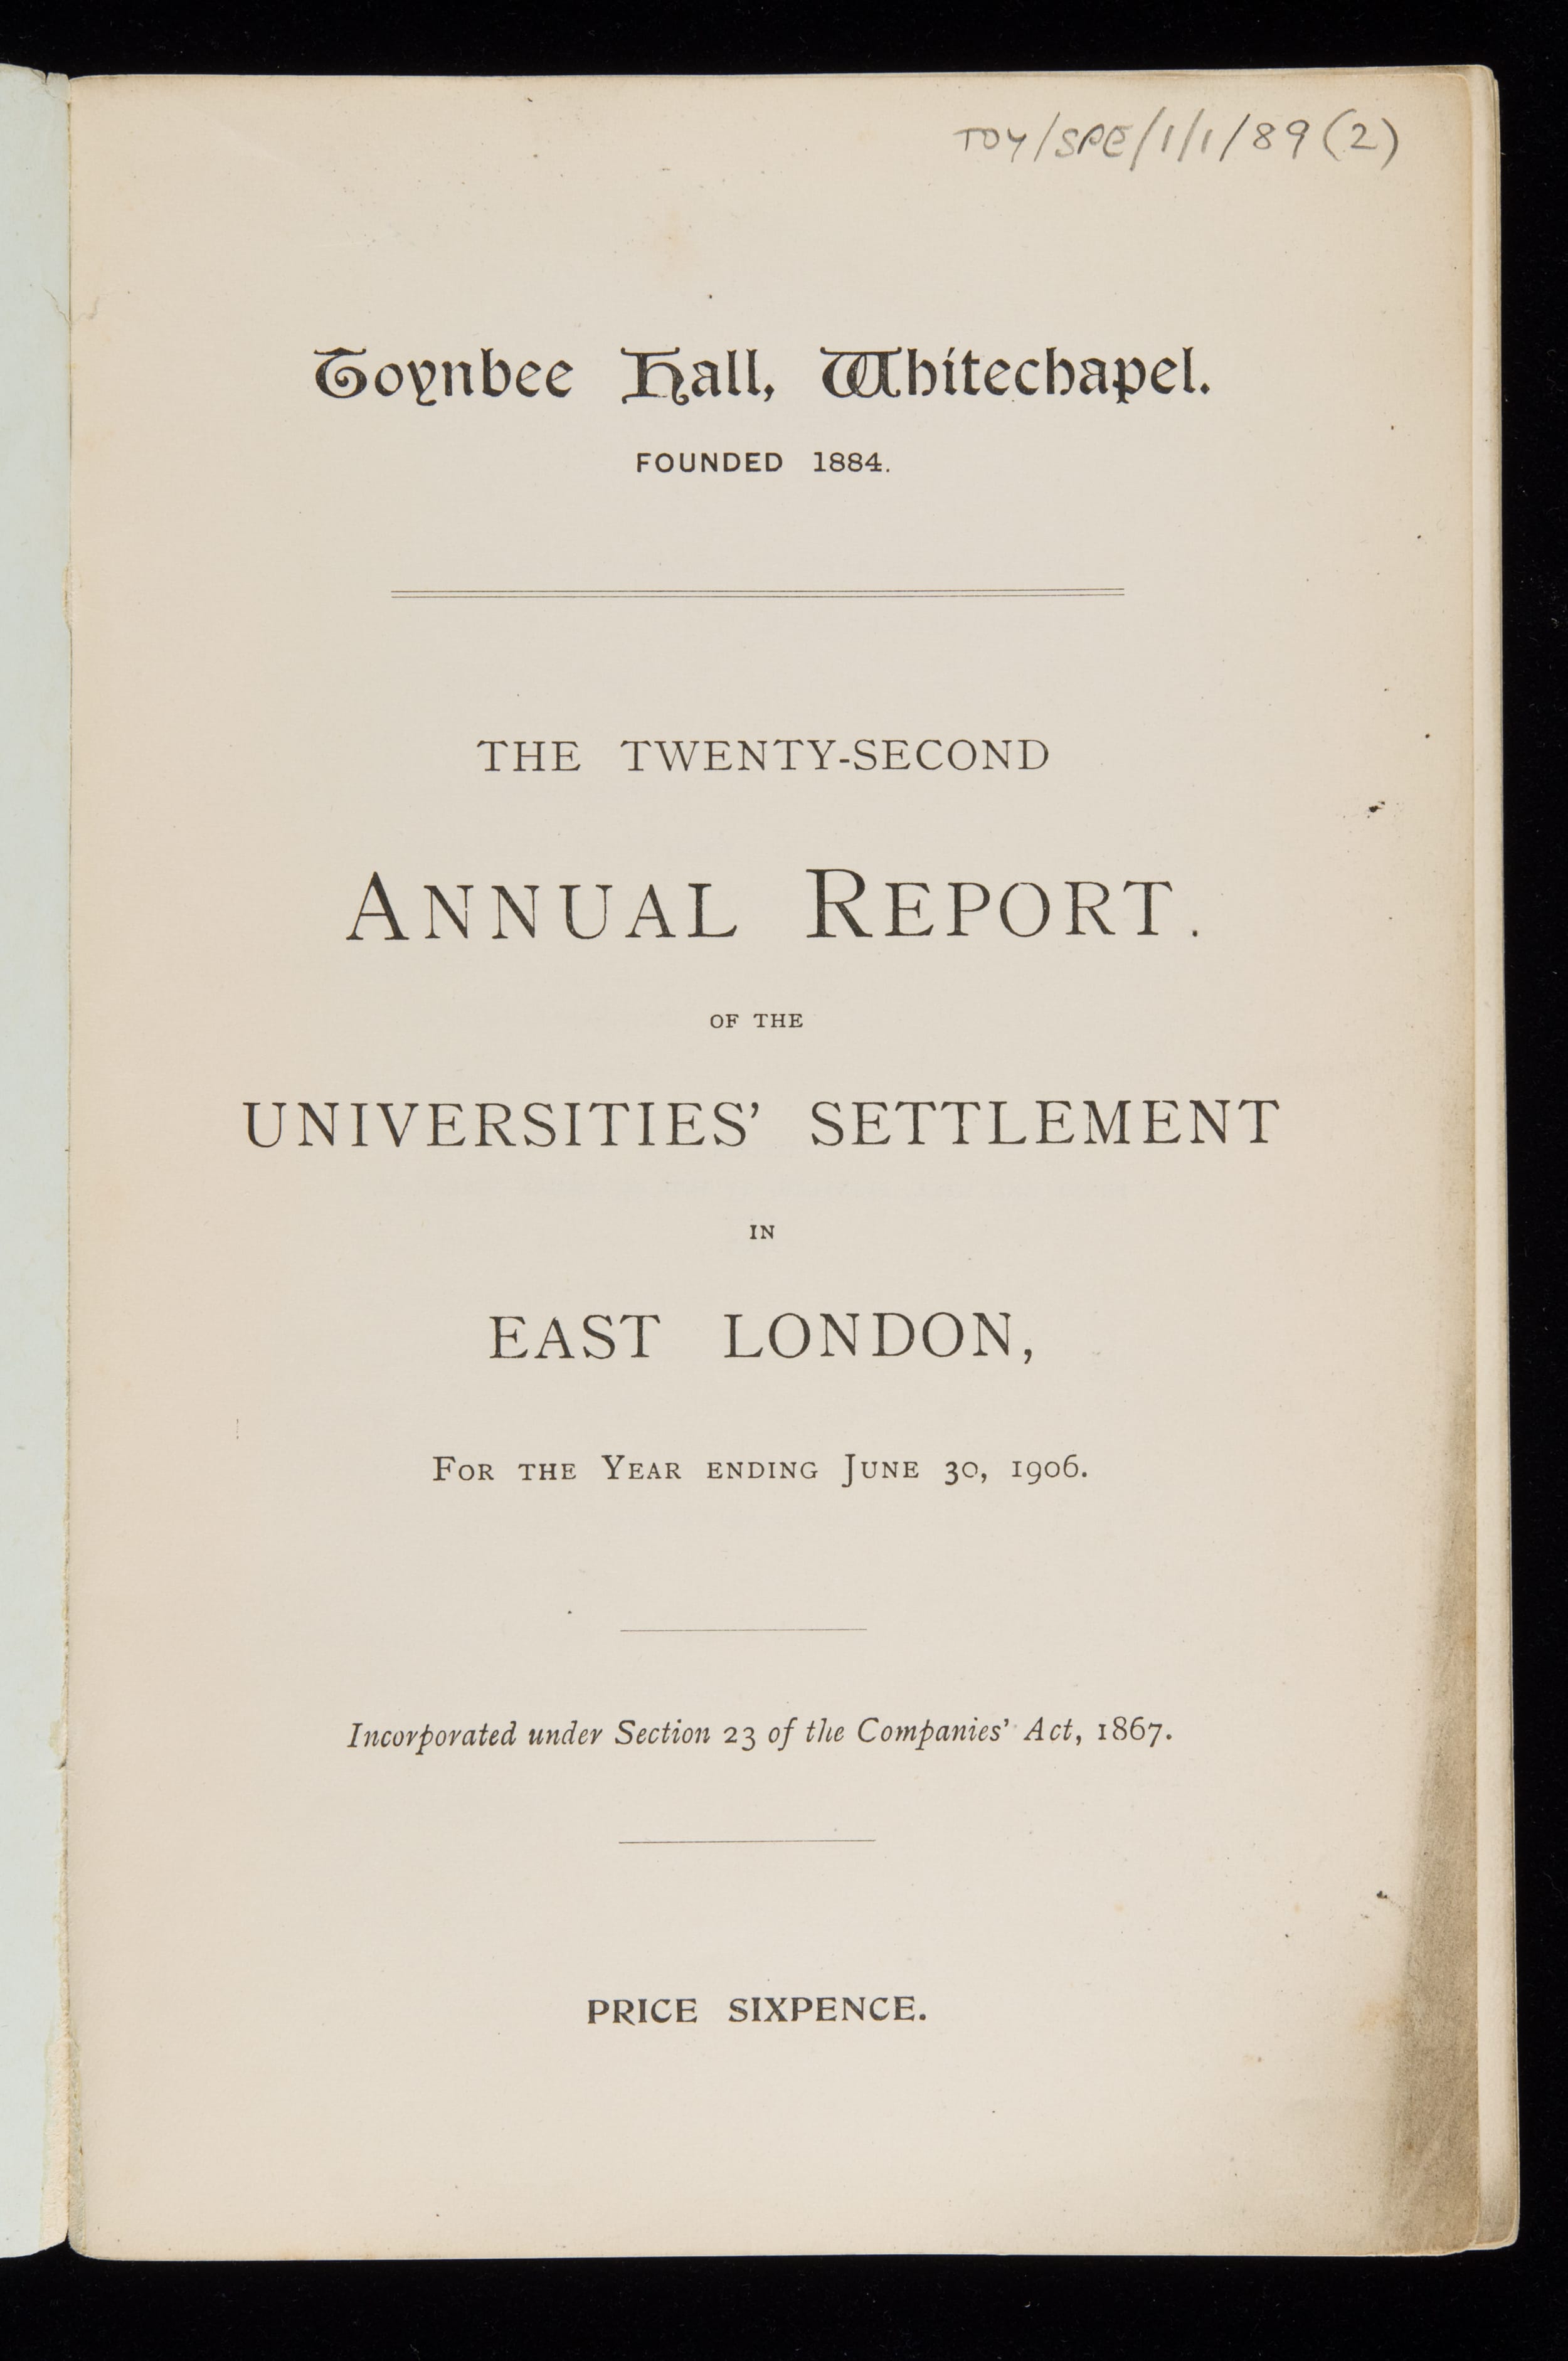 TOY/SPE/1/1/89(2)
Toynbee Hall, Whitechapel.
FOUNDED 1884.
THE TWENTY-SECOND
ANNUAL REPORT.
OF THE
UNIVERSITIES’ SETTLEMENT
IN
EAST LONDON,
FOR THE YEAR ENDING JUNE 30, 1906.
Incorporated under Section 23 of the Companies’ Act, 1867.
PRICE SIXPENCE.